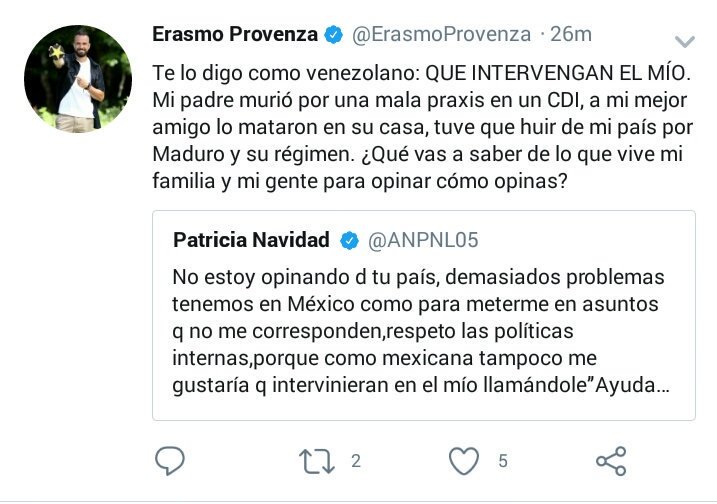 Erasmo Provenza @ErasmoProvenza · 26m
Te lo digo como venezolano: QUE INTERVENGAN EL MÍO.
Mi padre murió por una mala praxis en un CDI, a mi mejor
amigo lo mataron en su casa, tuve que huir de mi país por
Maduro y su régimen. ¿Qué vas a saber de lo que vive mi
familia y mi gente para opinar cómo opinas?
Patricia Navidad @ANPNL05
No estoy opinando d tu país, demasiados problemas
tenemos en México como para meterme en asuntos
q no me corresponden,respeto las políticas
internas,porque como mexicana tampoco me
gustaría q intervinieran en el mío llamándole"Ayuda...
2 5